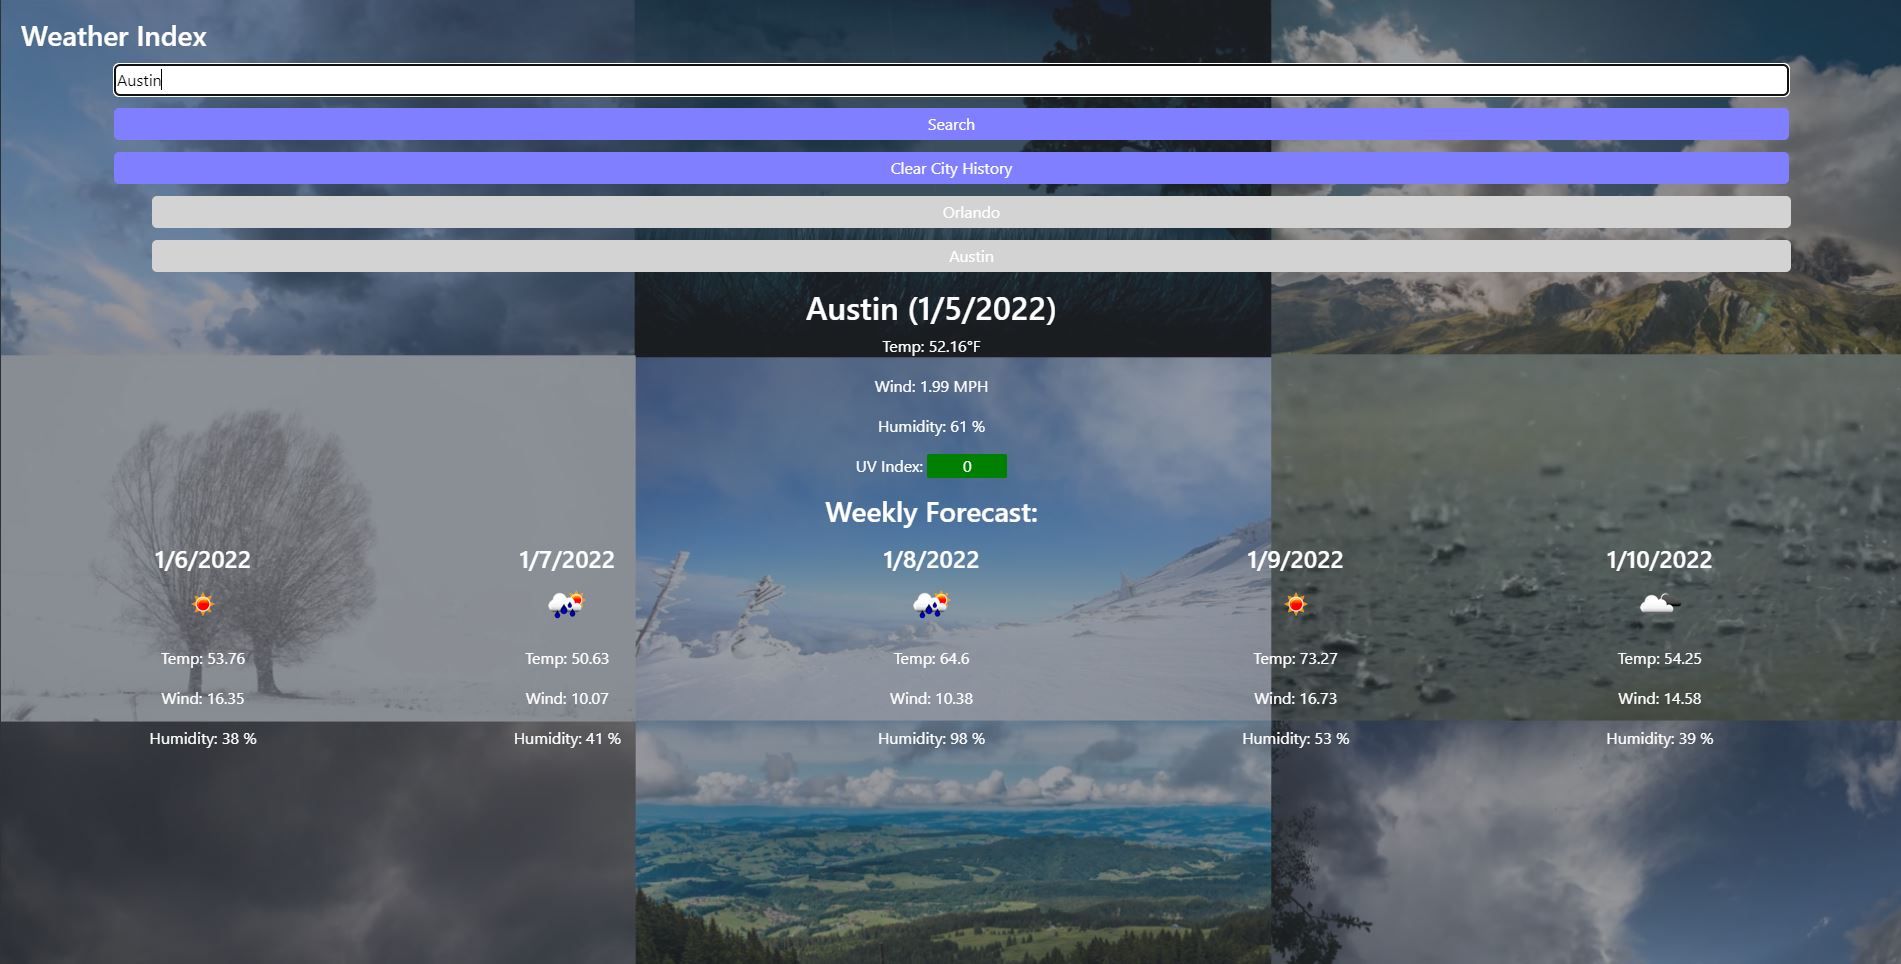 Weather Index
Austin
Search
Clear City History
Orlando
Austin
Austin (1/5/2022)
Temp: 52.16°F
Wind: 1.99 MPH
Humidity: 61 %
UV Index: 0
Weekly Forecast:
1/6/2022 1/7/2022 1/8/2022 1/9/2022 1/10/2022
Temp: 53.76 Temp: 50.63 Temp: 64.6 Temp: 73.27 Temp: 54.25
Wind: 16.35 Wind: 10.07 Wind: 10.38 Wind: 16.73 Wind: 14.58
Humidity: 38 % Humidity: 41 % Humidity: 98 % Humidity: 53 % Humidity: 39 %